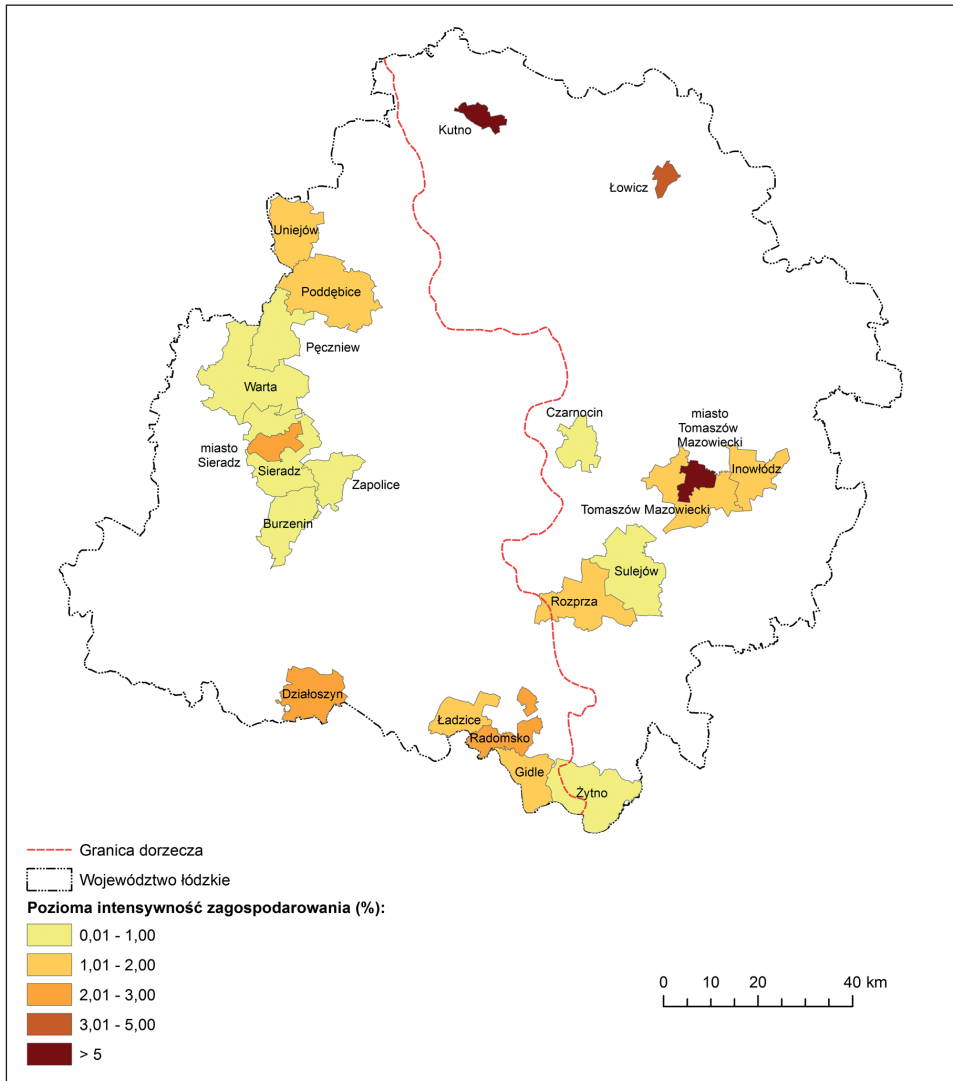 Kutno
Łowicz
Uniejów
Poddębice
Pęczniew
Warta
miasto
Sieradz
Sieradz
Zapolice
Burzenin
Czarnocin
miasto
Tomaszów
Mazowiecki
Inowłódz
Tomaszów Mazowiecki
Sulejów
Rozprza
Działoszyn
Ładzice
Radomsko
Gidle
Żytno
Granica dorzecza
Województwo łódzkie
Pozioma intensywność zagospodarowania (%):
0,01 - 1,00
1,01 - 2,00
2,01 - 3,00
3,01 - 5,00
> 5
0 10 20 40 km